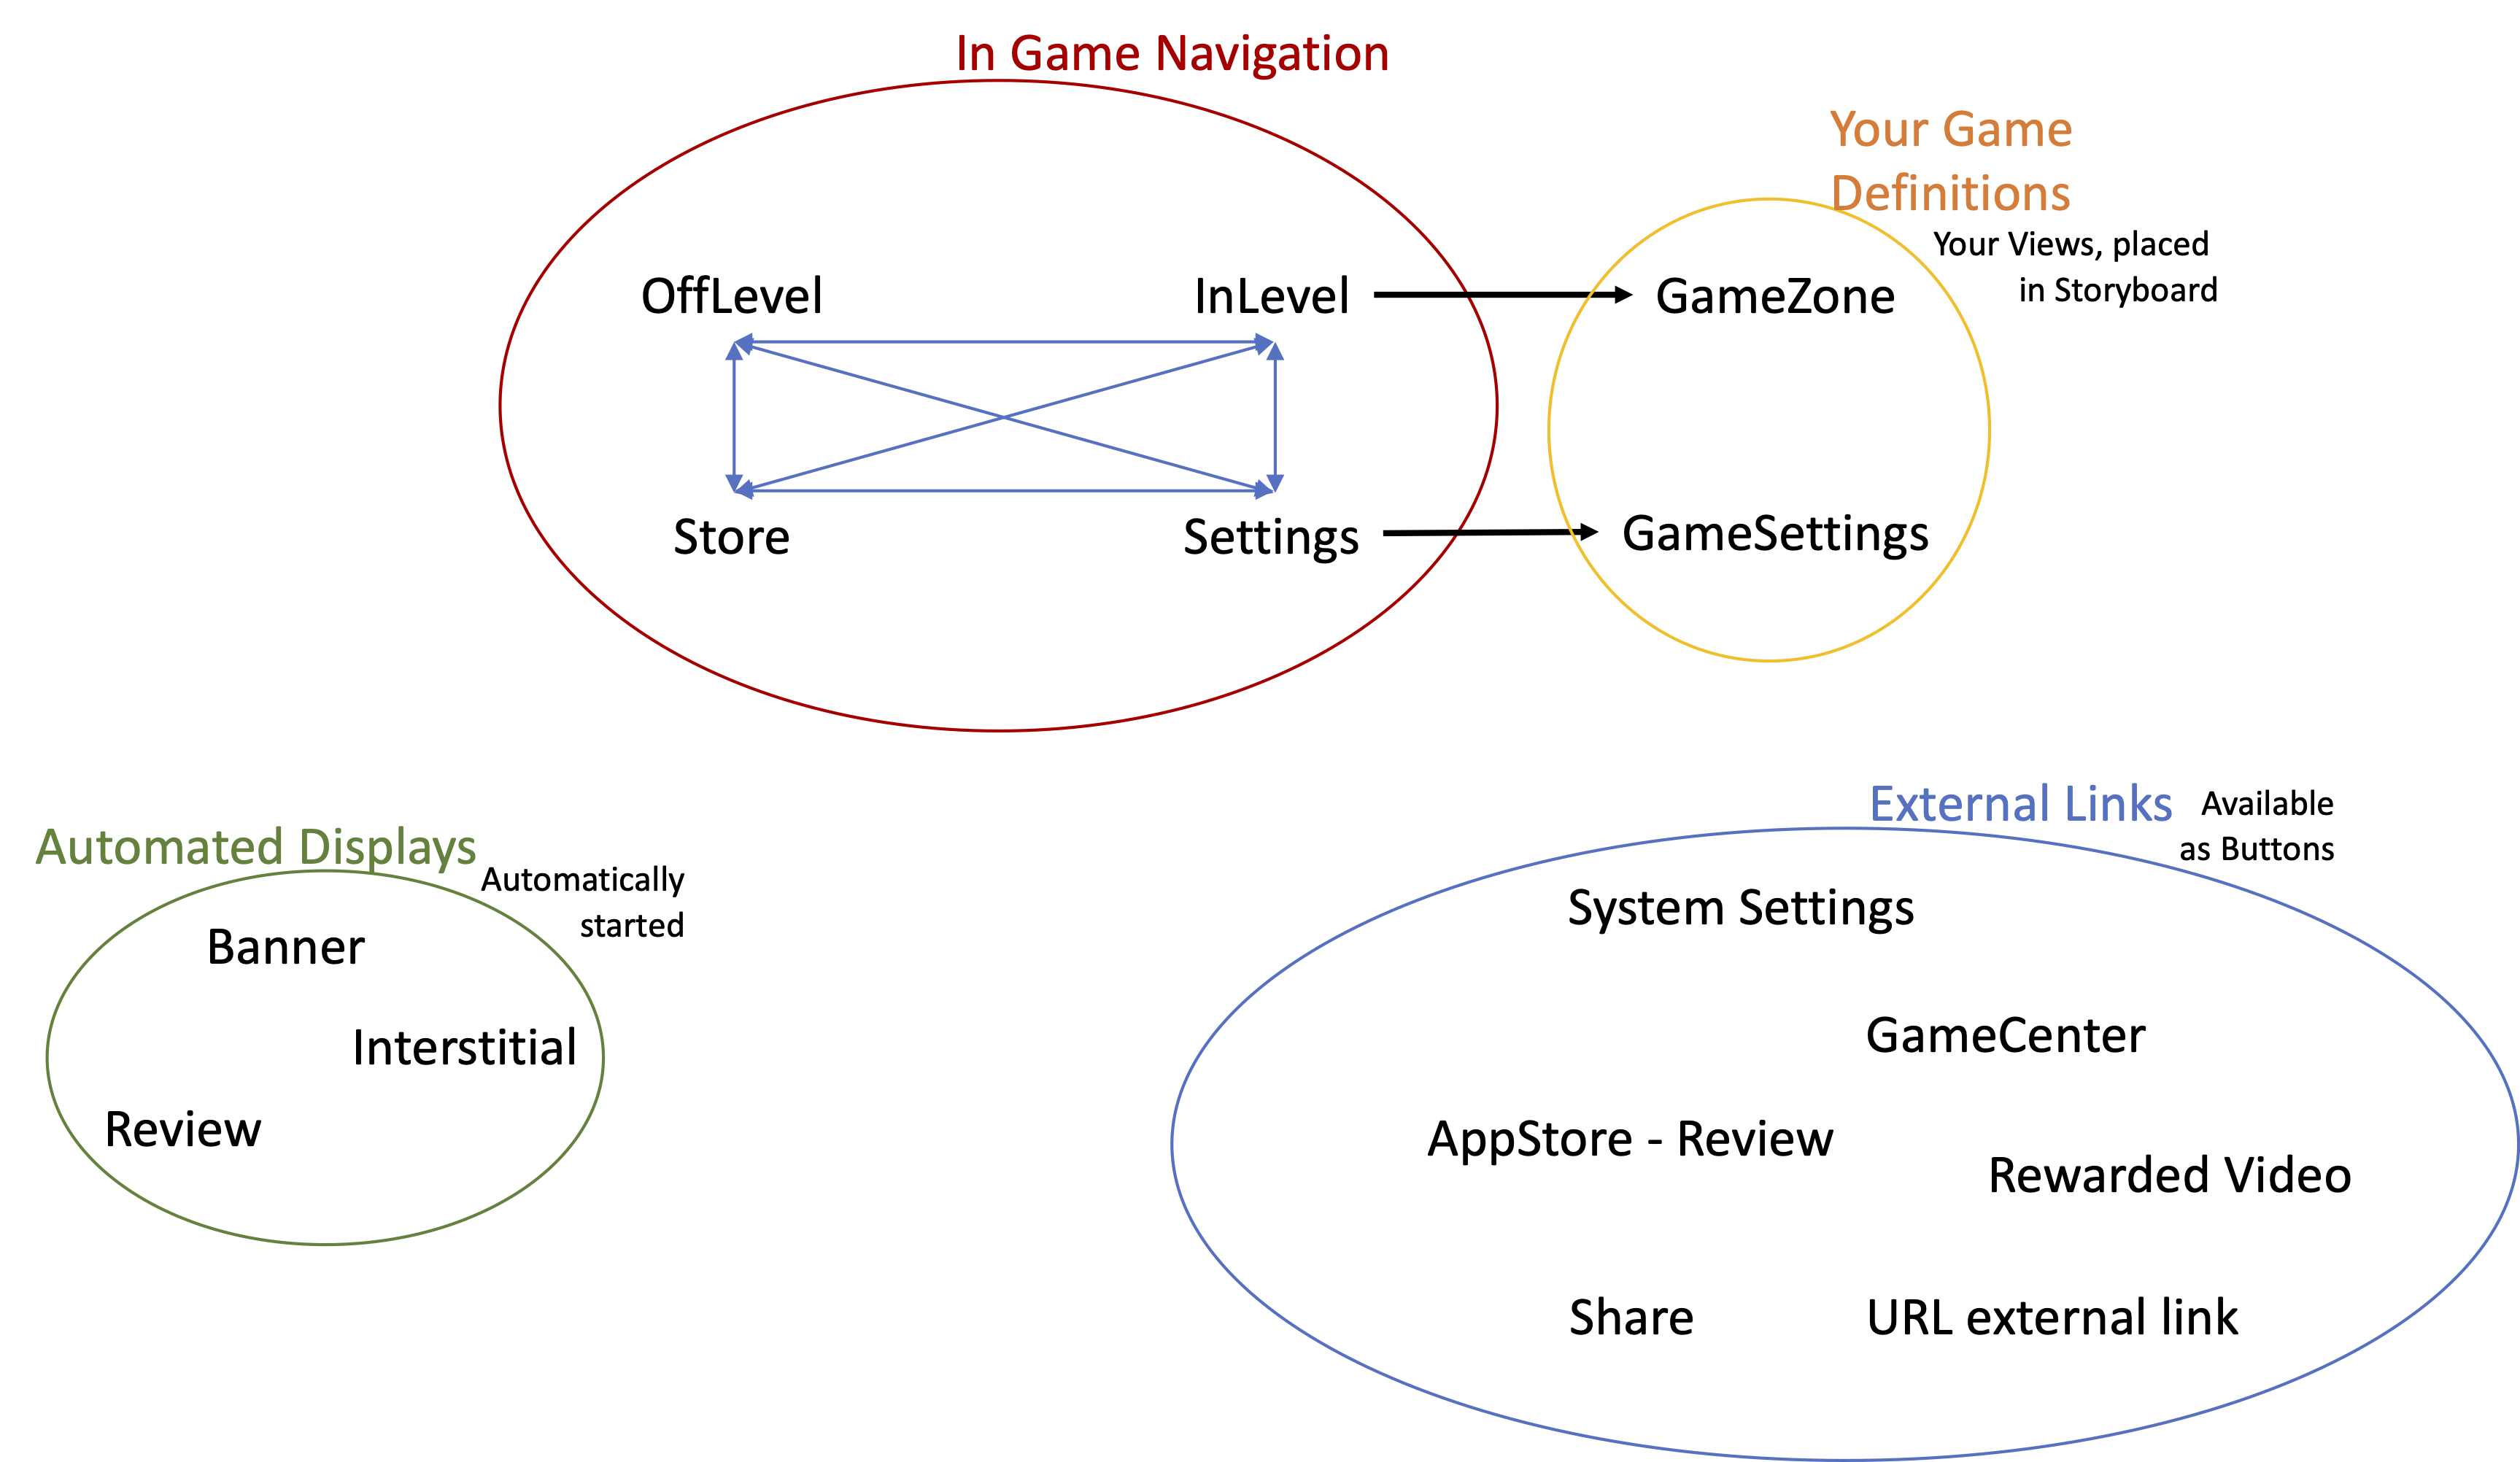 In Game Navigation
Your Game
Definitions
Your Views, placed
in Storyboard
OffLevel
InLevel
GameZone
Store
Settings
GameSettings
Automated Displays
Automatically
started
Banner
Interstitial
Review
External Links
Available
as Buttons
System Settings
GameCenter
AppStore - Review
Rewarded Video
Share
URL external link